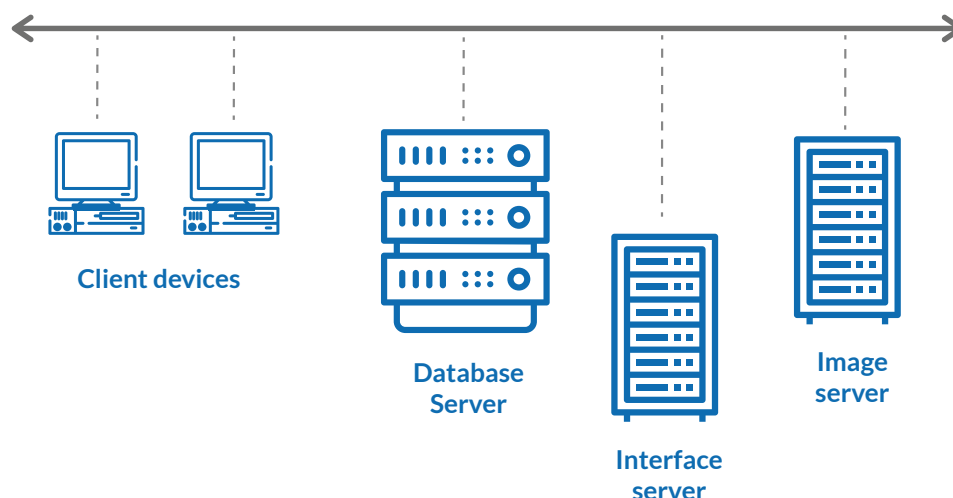 Client devices
Database
Server
Interface
server
Image
server